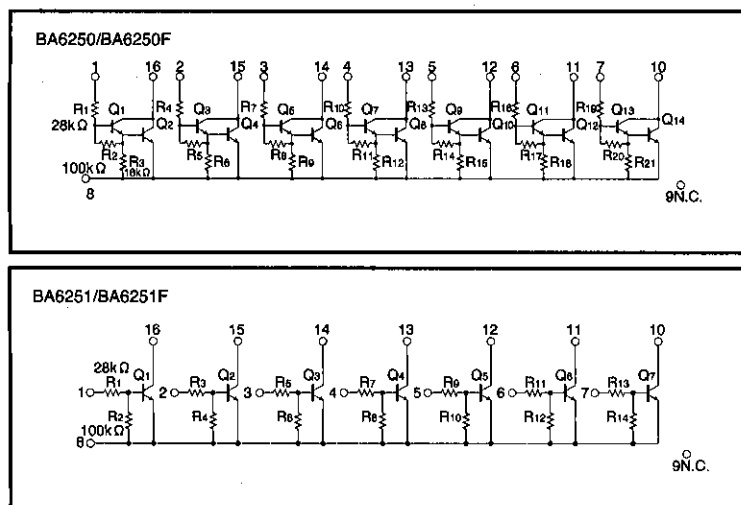 BA6250/BA6250F
1 16 2 15 3 14 4 13 5 12 6 11 7 10
R1 Q1 R4 Q3 R7 Q5 R10 Q7 R13 Q9 R16 Q11 R19 Q13
28kΩ Q2 Q4 Q6 Q8 Q10 Q12 Q14
R2 R5 R8 R11 R14 R17 R20
R3 R6 R9 R12 R15 R18 R21
100kΩ 18kΩ
8
9N.C.
BA6251/BA6251F
16 15 14 13 12 11 10
28kΩ Q1 Q2 Q3 Q4 Q5 Q6 Q7
1 R1 2 R3 3 R5 4 R7 5 R9 6 R11 7 R13
R2 R4 R6 R8 R10 R12 R14
100kΩ
8
9N.C.